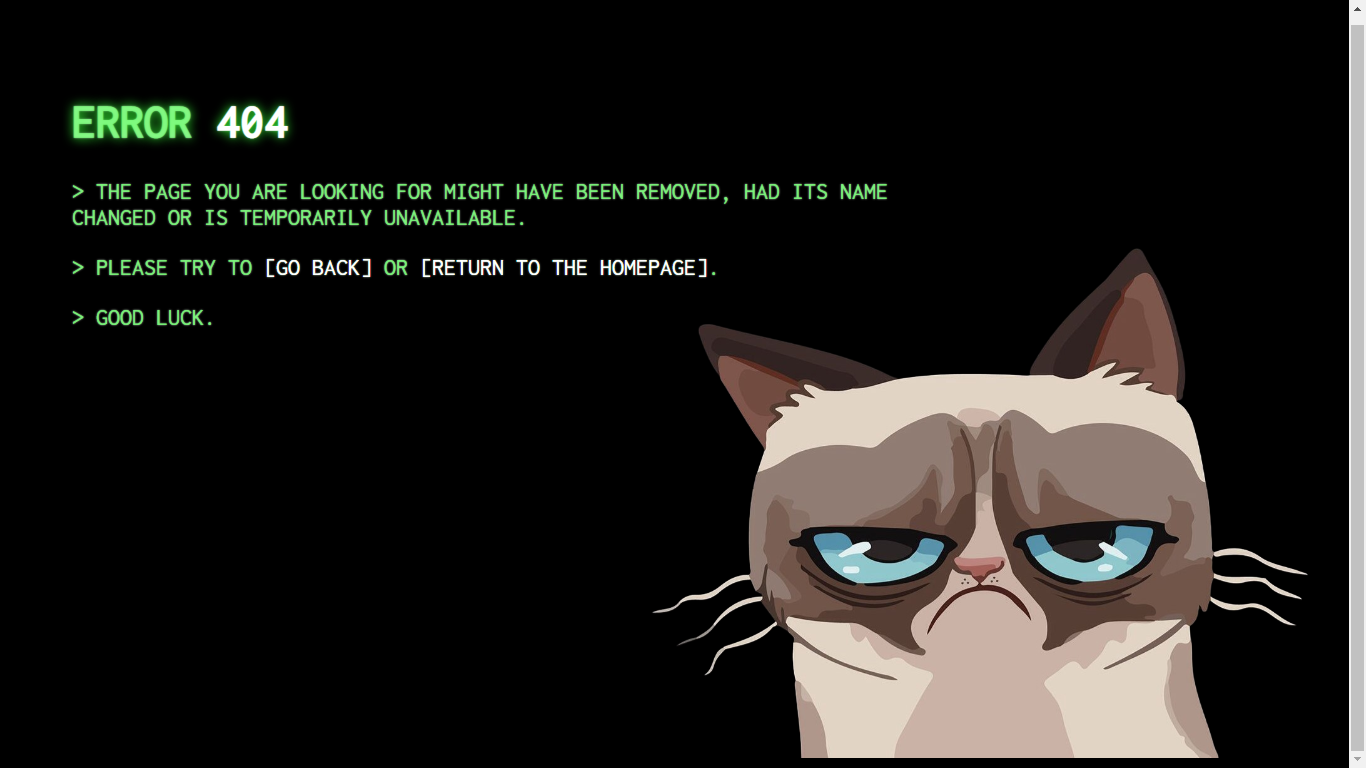 ERROR 404
> THE PAGE YOU ARE LOOKING FOR MIGHT HAVE BEEN REMOVED, HAD ITS NAME
CHANGED OR IS TEMPORARILY UNAVAILABLE.
> PLEASE TRY TO [GO BACK] OR [RETURN TO THE HOMEPAGE].
> GOOD LUCK.